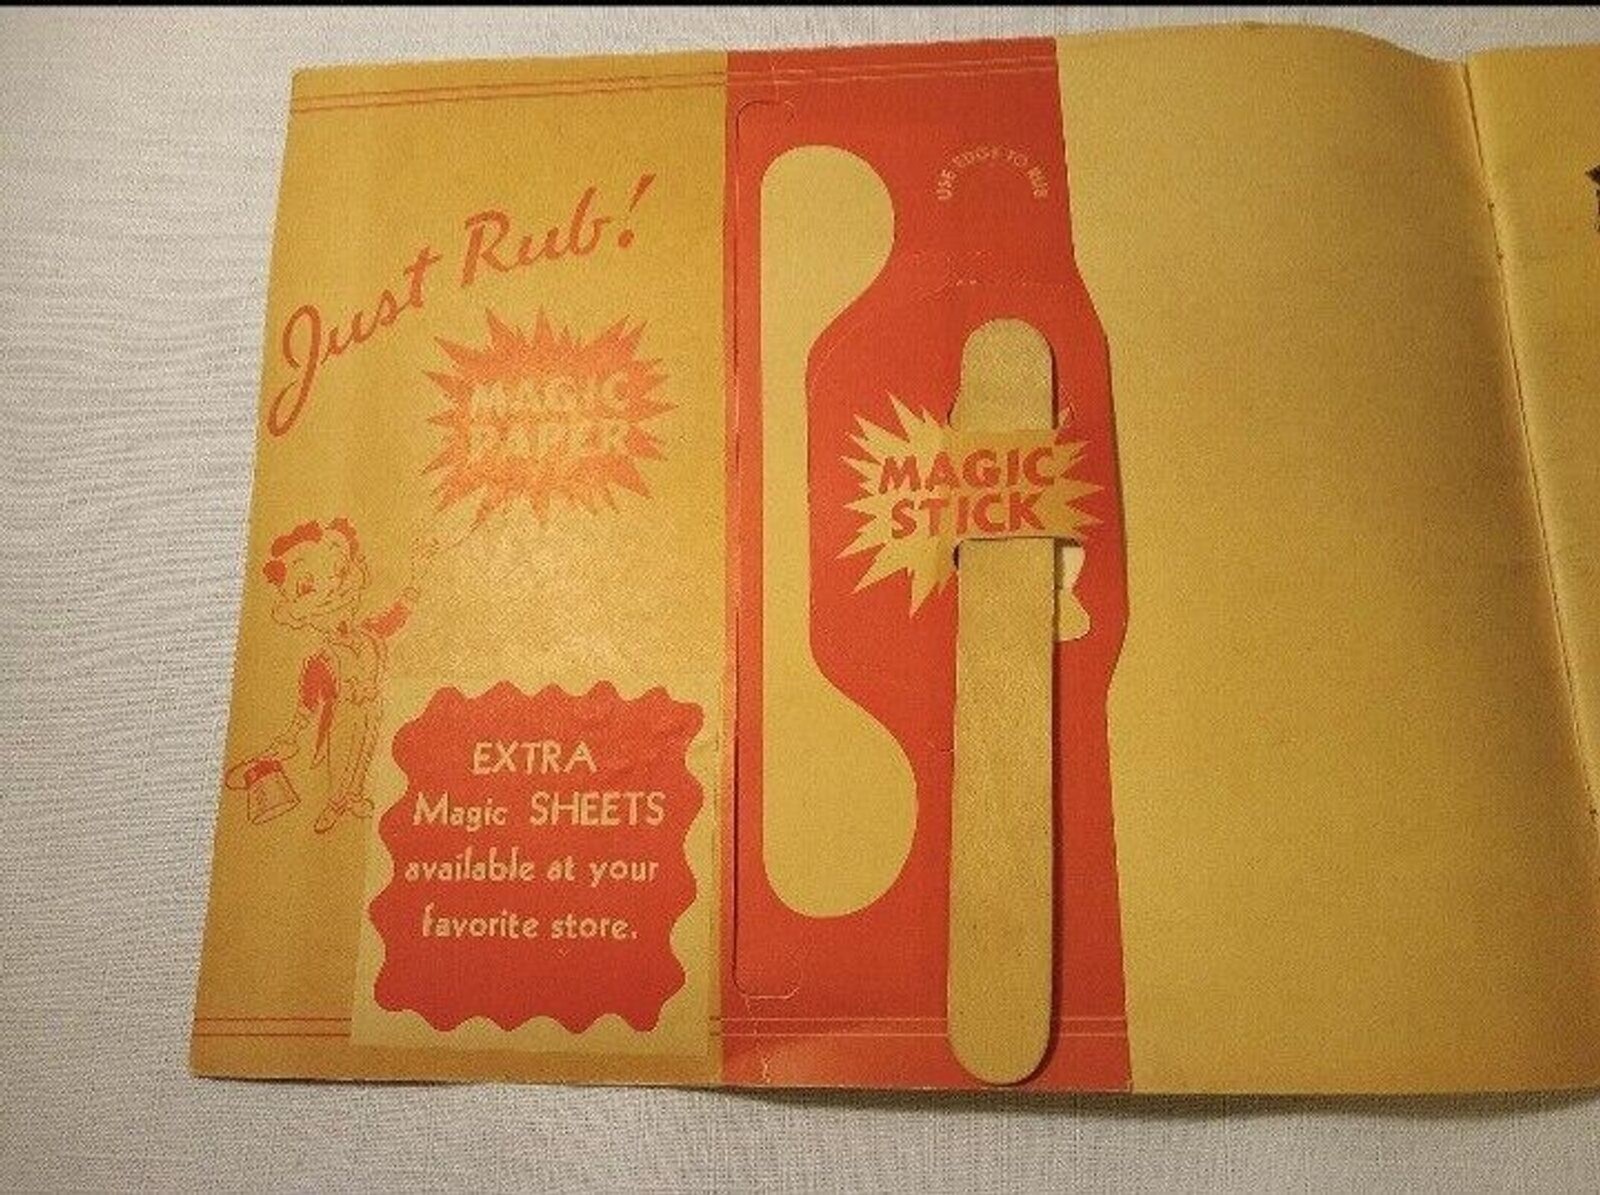 Just Rub!
MAGIC
PAPER
EXTRA
Magic SHEETS
available at your
favorite store.
USE EDGE TO RUB
MAGIC
STICK